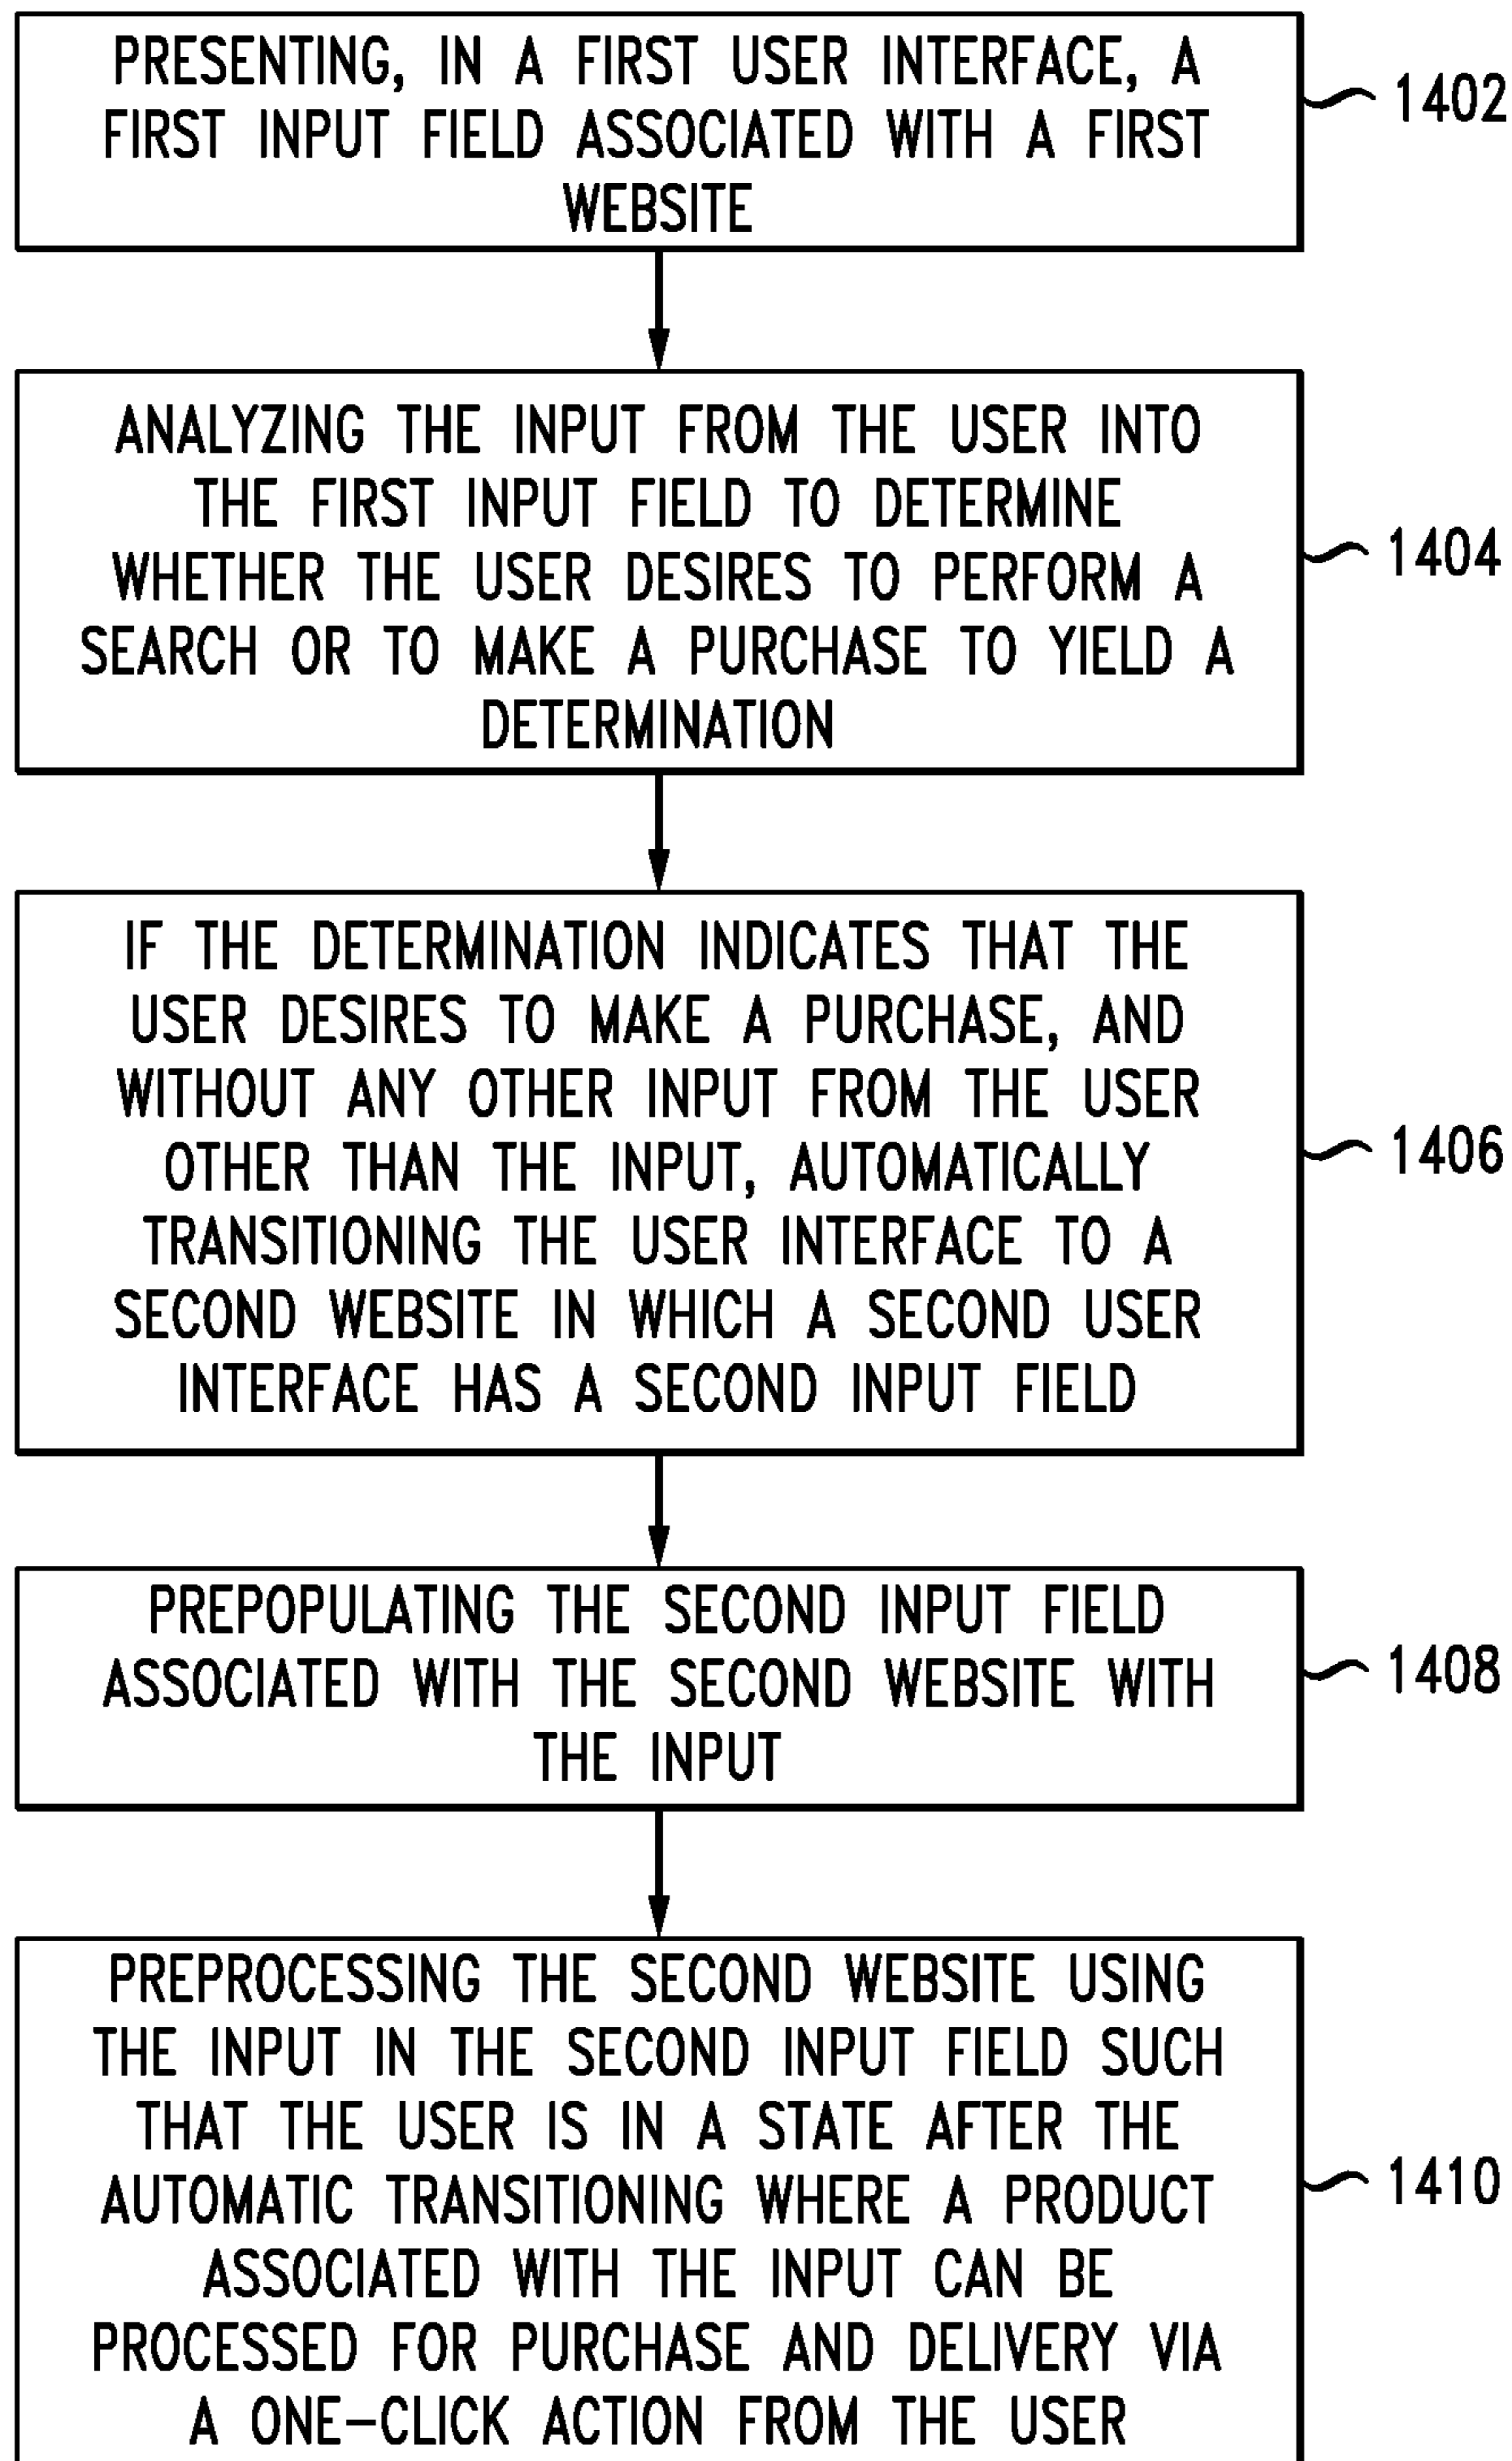 PRESENTING, IN A FIRST USER INTERFACE, A
FIRST INPUT FIELD ASSOCIATED WITH A FIRST
WEBSITE
1402
ANALYZING THE INPUT FROM THE USER INTO
THE FIRST INPUT FIELD TO DETERMINE
WHETHER THE USER DESIRES TO PERFORM A
SEARCH OR TO MAKE A PURCHASE TO YIELD A
DETERMINATION
1404
IF THE DETERMINATION INDICATES THAT THE
USER DESIRES TO MAKE A PURCHASE, AND
WITHOUT ANY OTHER INPUT FROM THE USER
OTHER THAN THE INPUT, AUTOMATICALLY
TRANSITIONING THE USER INTERFACE TO A
SECOND WEBSITE IN WHICH A SECOND USER
INTERFACE HAS A SECOND INPUT FIELD
1406
PREPOPULATING THE SECOND INPUT FIELD
ASSOCIATED WITH THE SECOND WEBSITE WITH
THE INPUT
1408
PREPROCESSING THE SECOND WEBSITE USING
THE INPUT IN THE SECOND INPUT FIELD SUCH
THAT THE USER IS IN A STATE AFTER THE
AUTOMATIC TRANSITIONING WHERE A PRODUCT
ASSOCIATED WITH THE INPUT CAN BE
PROCESSED FOR PURCHASE AND DELIVERY VIA
A ONE-CLICK ACTION FROM THE USER
1410